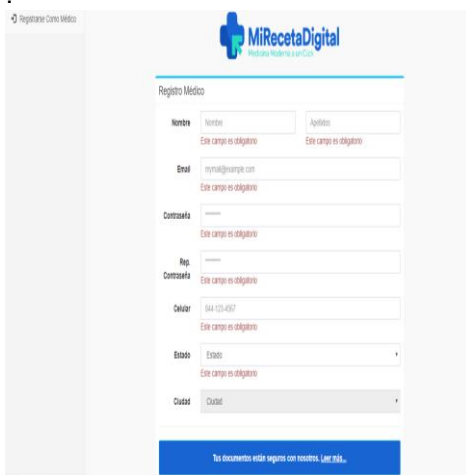 Registrarse Como Médico
MiRecetaDigital
Medicina Moderna a un Click
Registro Médico
Nombre Nombre Apellidos
Este campo es obligatorio Este campo es obligatorio
Email mymail@example.com
Este campo es obligatorio
Contraseña ********
Este campo es obligatorio
Rep. Contraseña ********
Este campo es obligatorio
Celular 844-123-4567
Este campo es obligatorio
Estado Estado
Este campo es obligatorio
Ciudad Ciudad
Tus documentos están seguros con nosotros. Leer más...